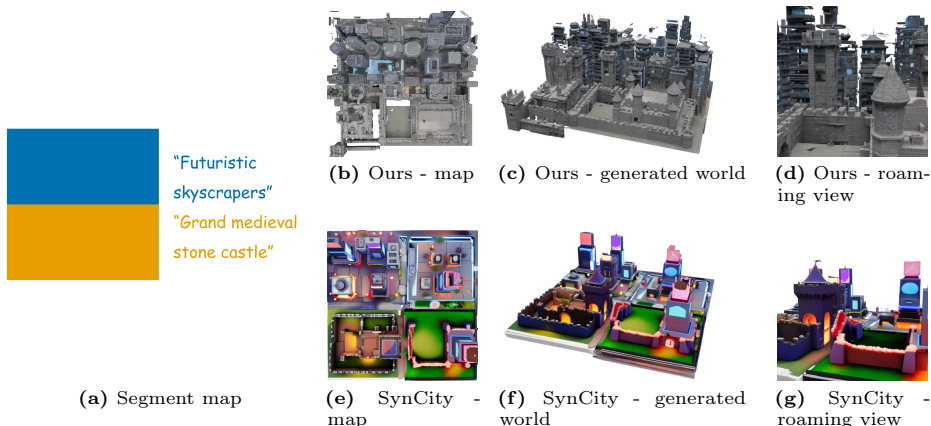 “Futuristic
skyscrapers”
“Grand medieval
stone castle”
(a) Segment map
(b) Ours - map
(c) Ours - generated world
(d) Ours - roam-
ing view
(e) SynCity -
map
(f) SynCity - generated
world
(g) SynCity -
roaming view